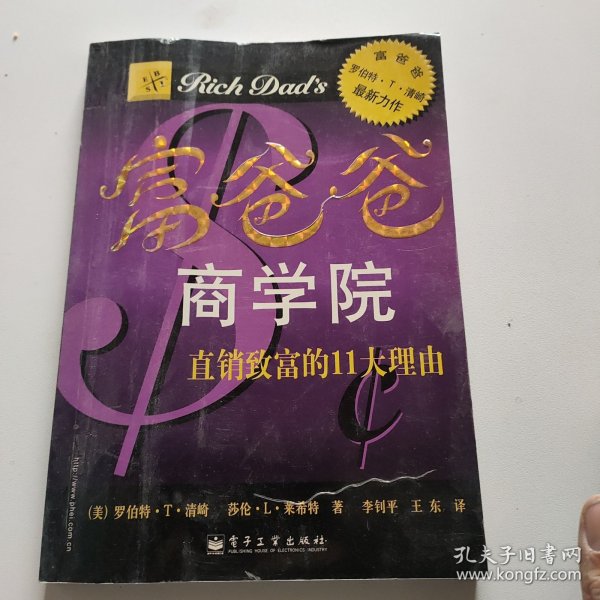 E B
S I
Rich Dad's
富爸爸
罗伯特·T·清崎
最新力作
富爸爸
商学院
直销致富的11大理由
http://www.phei.com.cn
(美) 罗伯特·T·清崎 莎伦·L·莱希特 著 李钊平 王东 译
电子工业出版社
PUBLISHING HOUSE OF ELECTRONICS INDUSTRY
孔夫子旧书网
www.kongfz.com